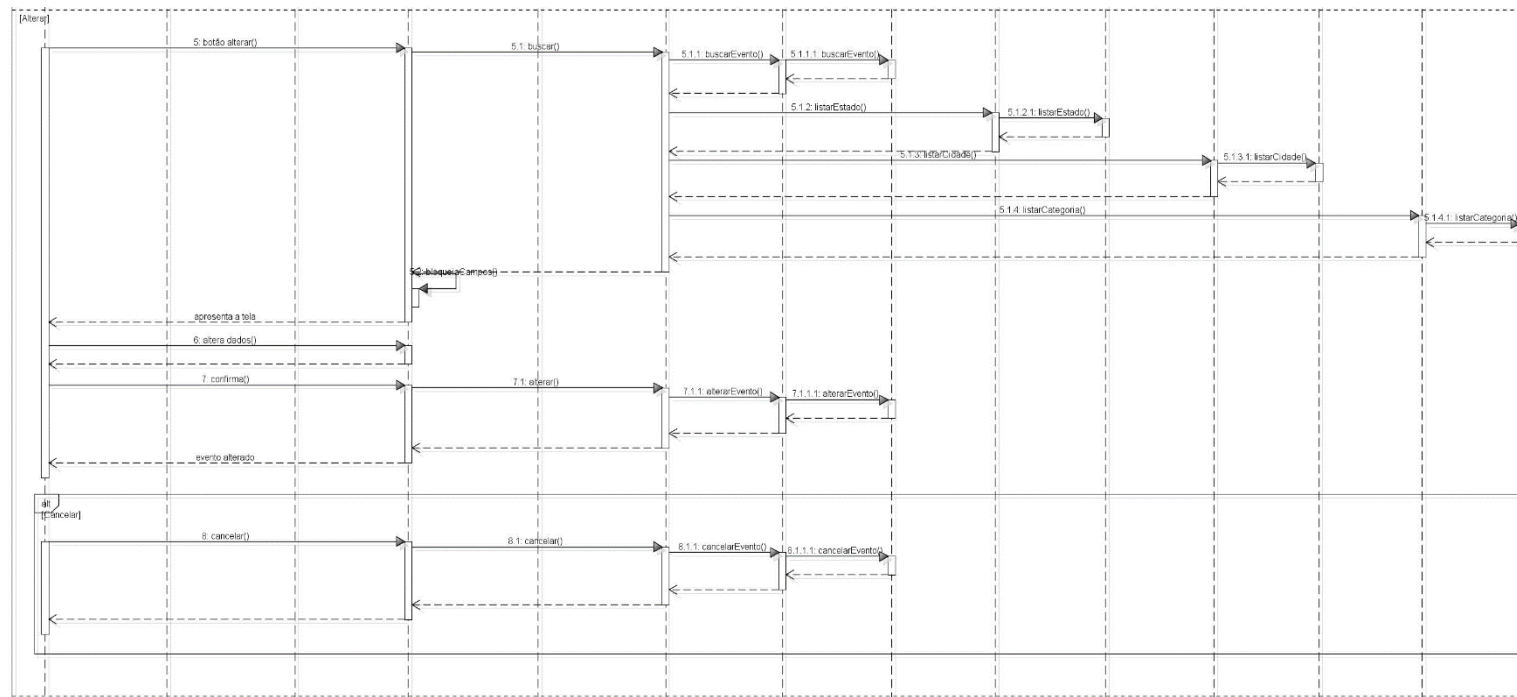 [Alterar]
5: botão alterar()
5.1: buscar()
5.1.1: buscarEvento()
5.1.1.1: buscarEvento()
5.1.2: listarEstado()
5.1.2.1: listarEstado()
5.1.3: listarCidade()
5.1.3.1: listarCidade()
5.1.4: listarCategoria()
5.1.4.1: listarCategoria()
5.2: bloqueiaCampos()
apresenta a tela
6: altera dados()
7: confirma()
7.1: alterar()
7.1.1: alterarEvento()
7.1.1.1: alterarEvento()
evento alterado
alt
[Cancelar]
8: cancelar()
8.1: cancelar()
8.1.1: cancelarEvento()
8.1.1.1: cancelarEvento()